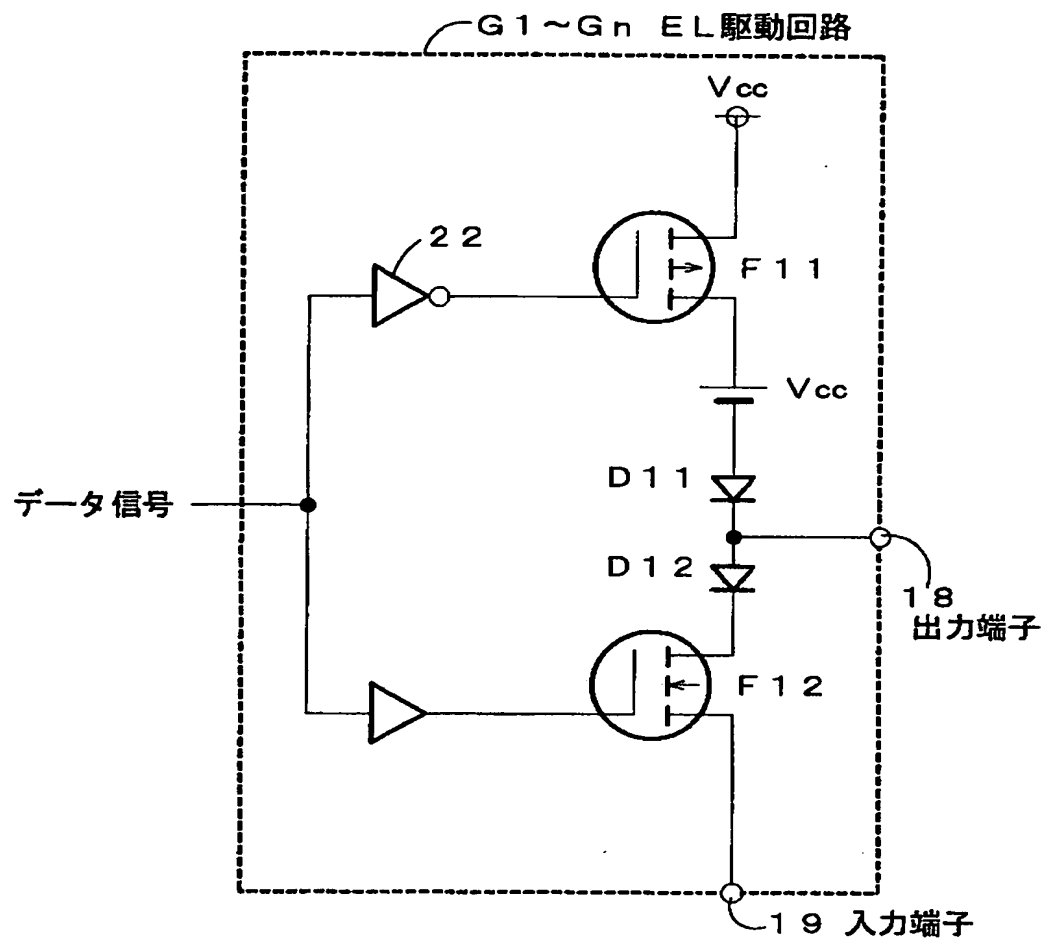 G1〜Gn EL駆動回路
Vcc
22
F11
Vcc
D11
データ信号
D12
18
出力端子
F12
19 入力端子